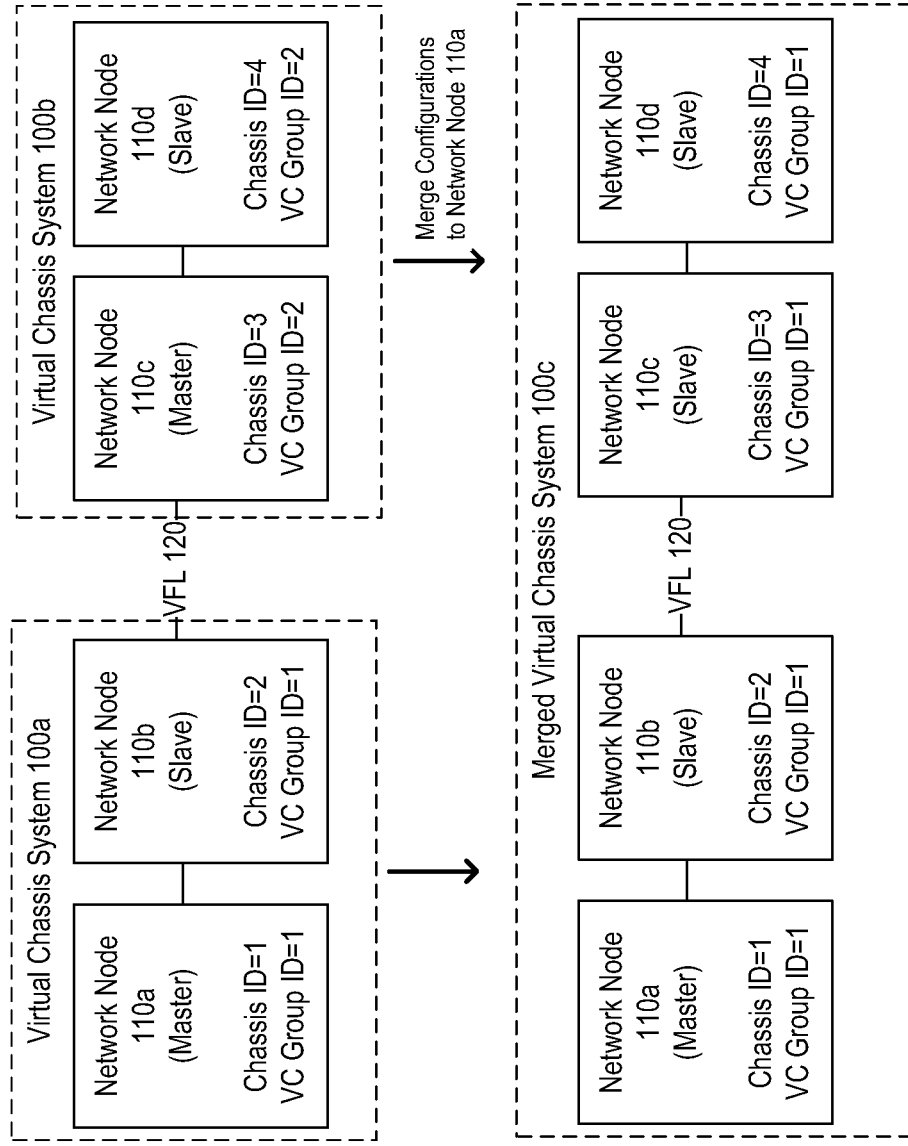 Virtual Chassis System 100a
Network Node
110a
(Master)
Chassis ID=1
VC Group ID=1
Network Node
110b
(Slave)
Chassis ID=2
VC Group ID=1
VFL 120
Virtual Chassis System 100b
Network Node
110c
(Master)
Chassis ID=3
VC Group ID=2
Network Node
110d
(Slave)
Chassis ID=4
VC Group ID=2
Merge Configurations
to Network Node 110a
Merged Virtual Chassis System 100c
Network Node
110a
(Master)
Chassis ID=1
VC Group ID=1
Network Node
110b
(Slave)
Chassis ID=2
VC Group ID=1
VFL 120
Network Node
110c
(Slave)
Chassis ID=3
VC Group ID=1
Network Node
110d
(Slave)
Chassis ID=4
VC Group ID=1